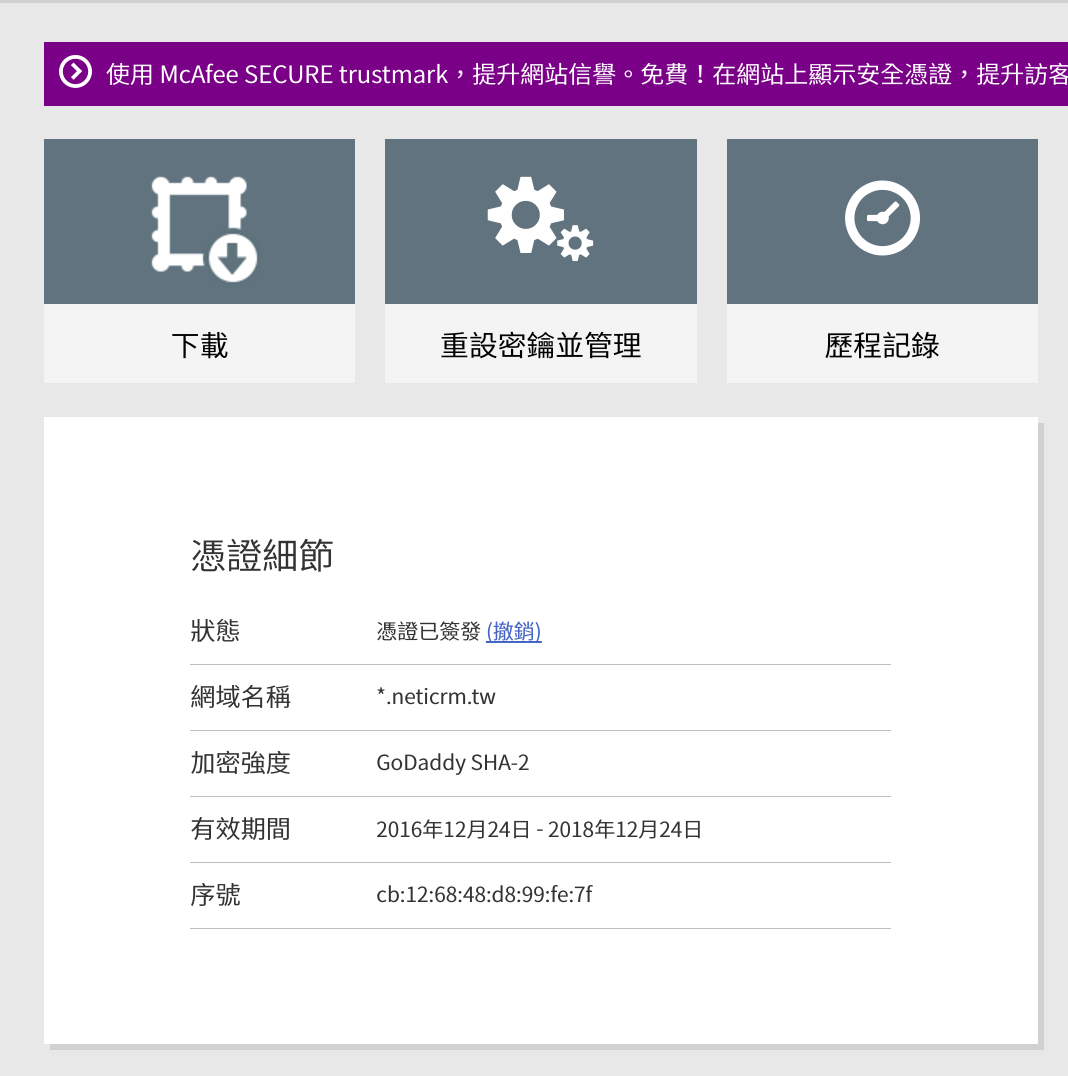 使用 McAfee SECURE trustmark，提升網站信譽。免費！在網站上顯示安全憑證，提升訪客
下載
重設密鑰並管理
歷程記錄
憑證細節
狀態 憑證已簽發 (撤銷)
網域名稱 *.neticrm.tw
加密強度 GoDaddy SHA-2
有效期間 2016年12月24日 - 2018年12月24日
序號 cb:12:68:48:d8:99:fe:7f